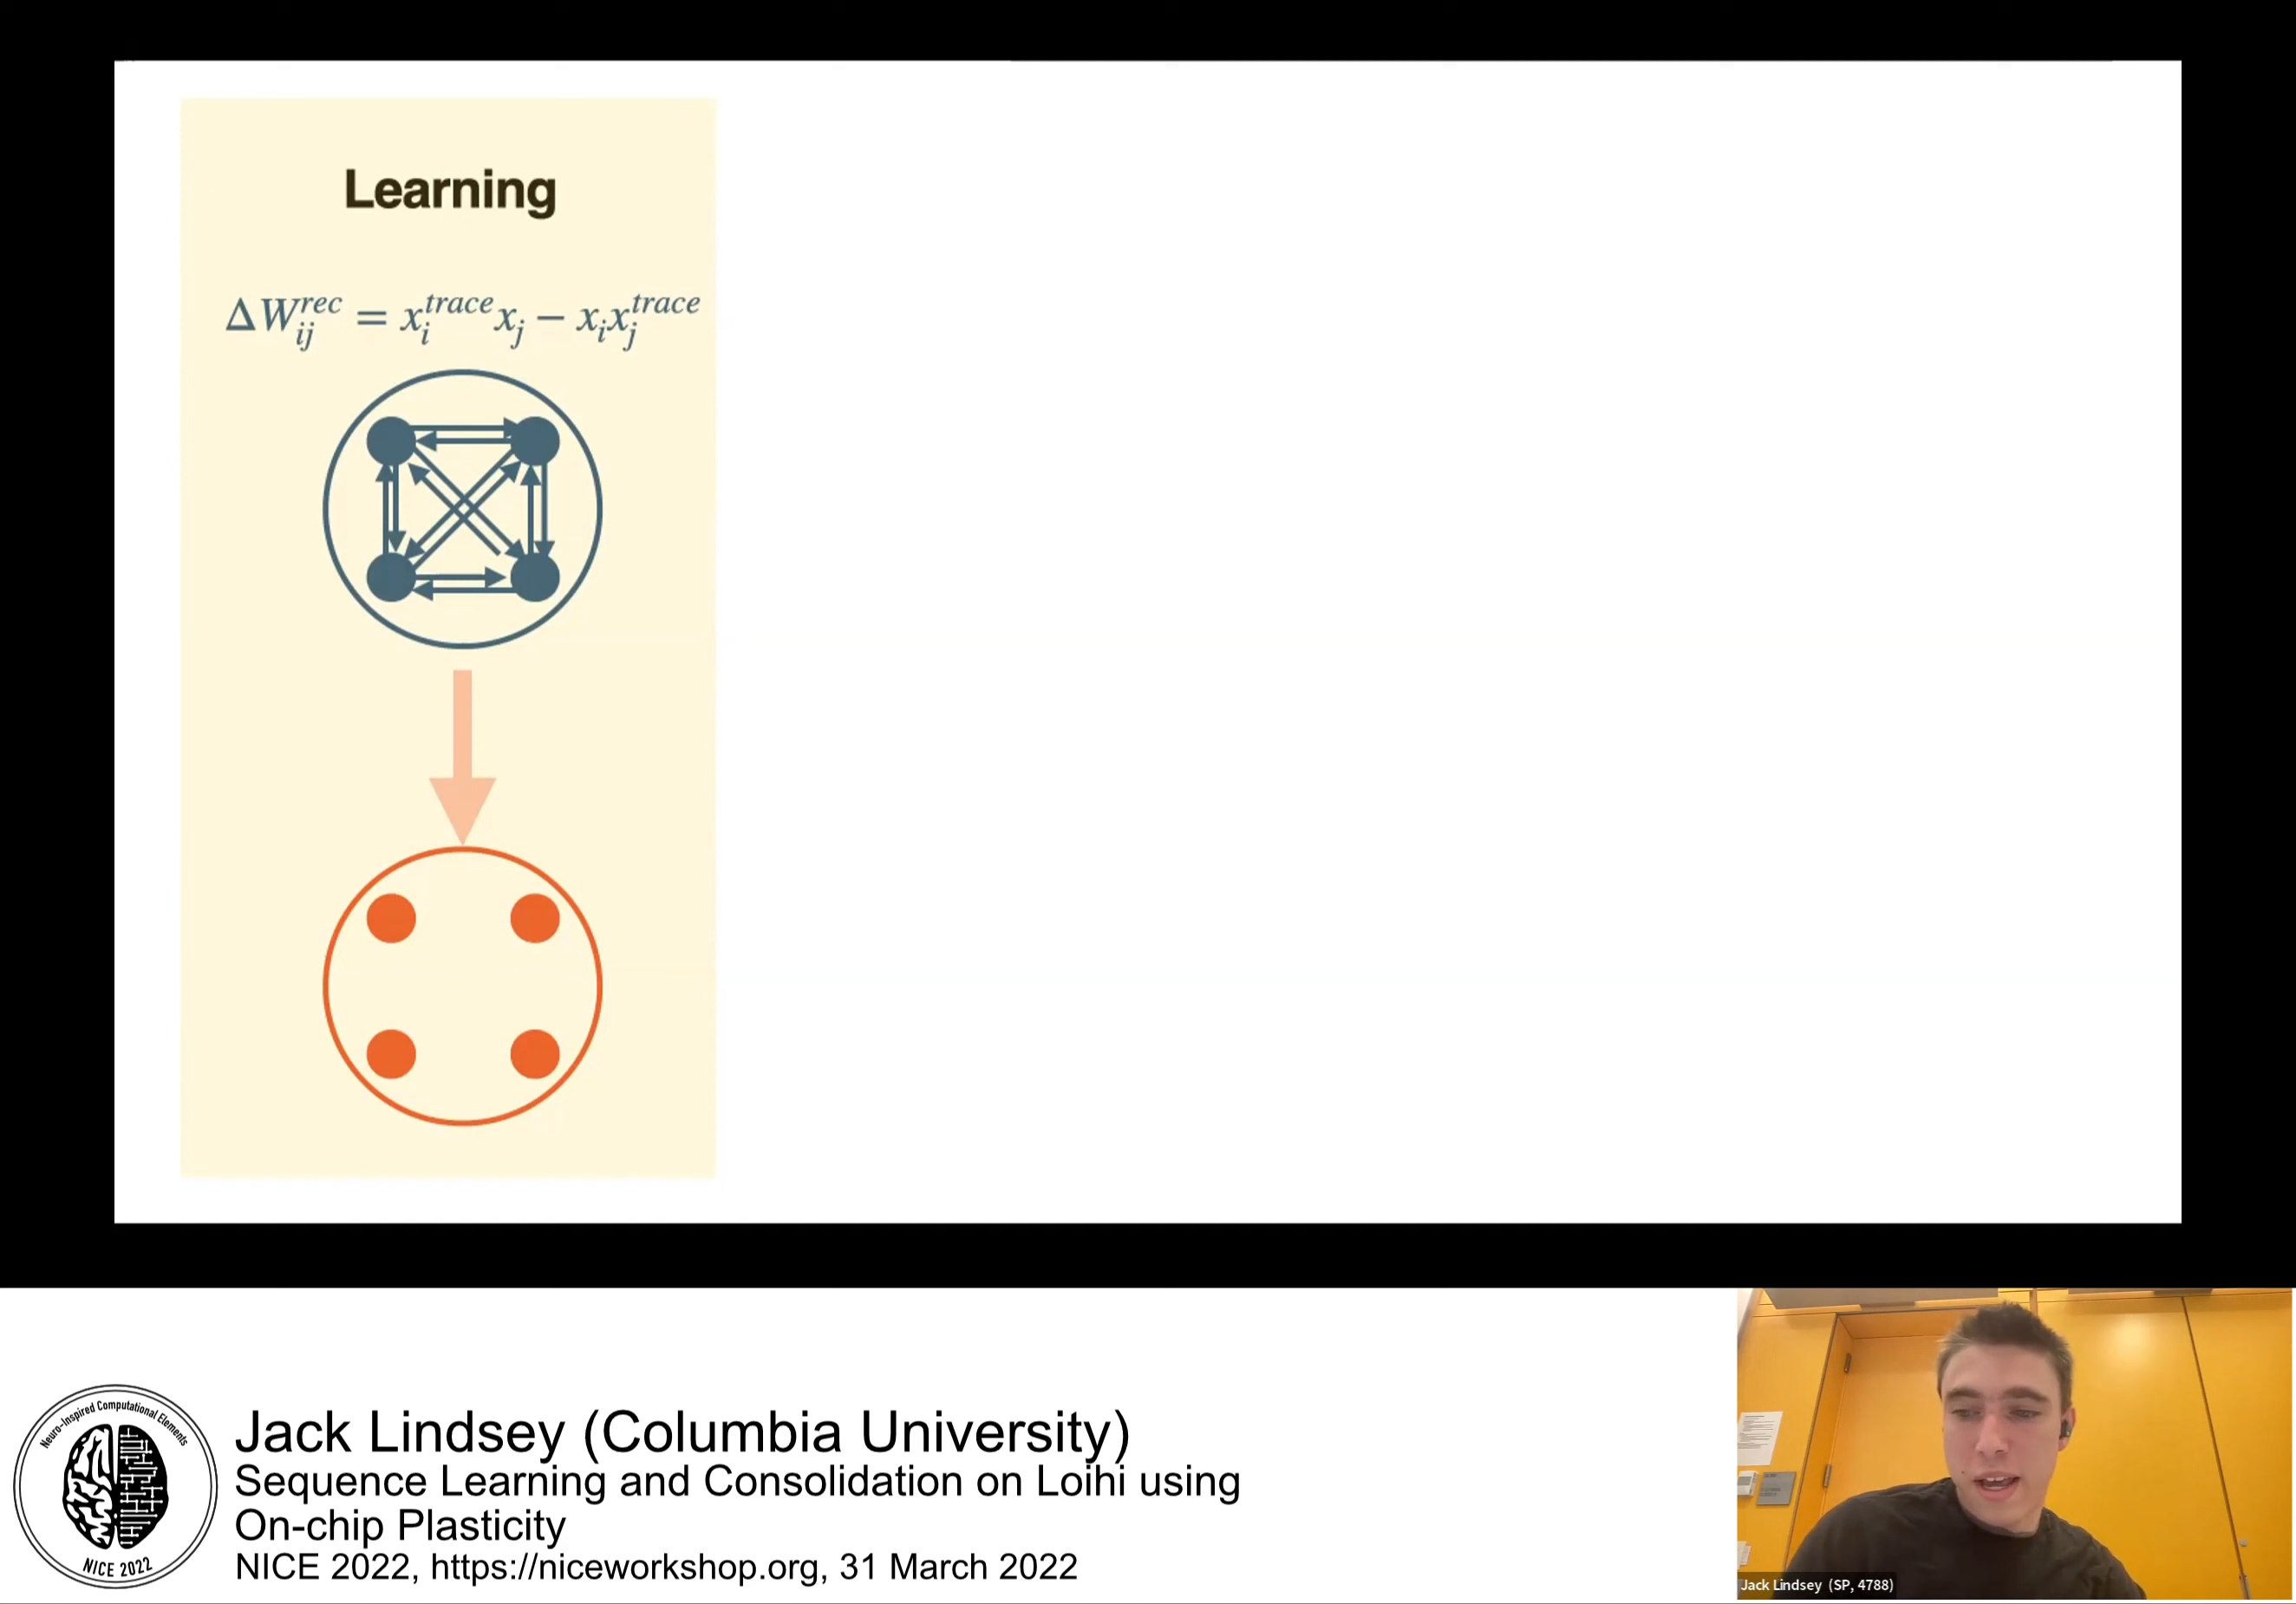 Learning
ΔW_{ij}^{rec} = x_i^{trace} x_j − x_i x_j^{trace}
Neuro-Inspired Computational Elements
NICE 2022
Jack Lindsey (Columbia University)
Sequence Learning and Consolidation on Loihi using
On-chip Plasticity
NICE 2022, https://niceworkshop.org, 31 March 2022
Jack Lindsey (SP, 4788)